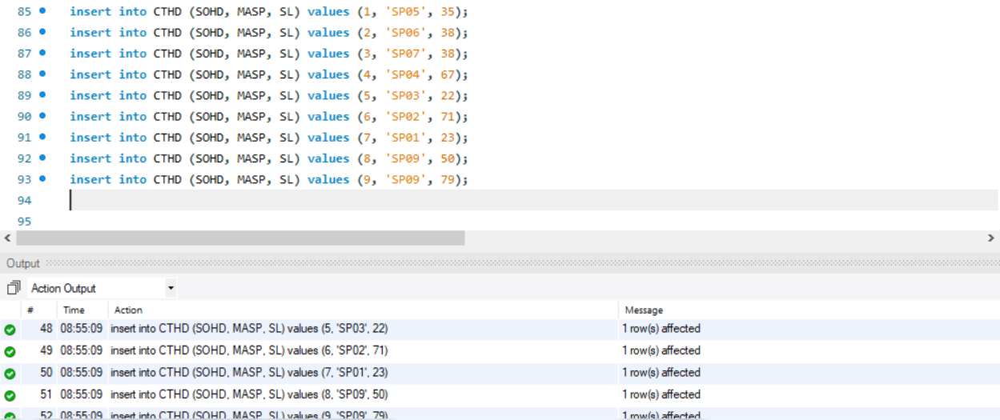 85 insert into CTHD (SOHD, MASP, SL) values (1, 'SP05', 35);
86 insert into CTHD (SOHD, MASP, SL) values (2, 'SP06', 38);
87 insert into CTHD (SOHD, MASP, SL) values (3, 'SP07', 38);
88 insert into CTHD (SOHD, MASP, SL) values (4, 'SP04', 67);
89 insert into CTHD (SOHD, MASP, SL) values (5, 'SP03', 22);
90 insert into CTHD (SOHD, MASP, SL) values (6, 'SP02', 71);
91 insert into CTHD (SOHD, MASP, SL) values (7, 'SP01', 23);
92 insert into CTHD (SOHD, MASP, SL) values (8, 'SP09', 50);
93 insert into CTHD (SOHD, MASP, SL) values (9, 'SP09', 79);
94
95
Output
Action Output
# Time Action Message
48 08:55:09 insert into CTHD (SOHD, MASP, SL) values (5, 'SP03', 22) 1 row(s) affected
49 08:55:09 insert into CTHD (SOHD, MASP, SL) values (6, 'SP02', 71) 1 row(s) affected
50 08:55:09 insert into CTHD (SOHD, MASP, SL) values (7, 'SP01', 23) 1 row(s) affected
51 08:55:09 insert into CTHD (SOHD, MASP, SL) values (8, 'SP09', 50) 1 row(s) affected
52 08:55:09 insert into CTHD (SOHD, MASP, SL) values (9, 'SP09', 79) 1 row(s) affected